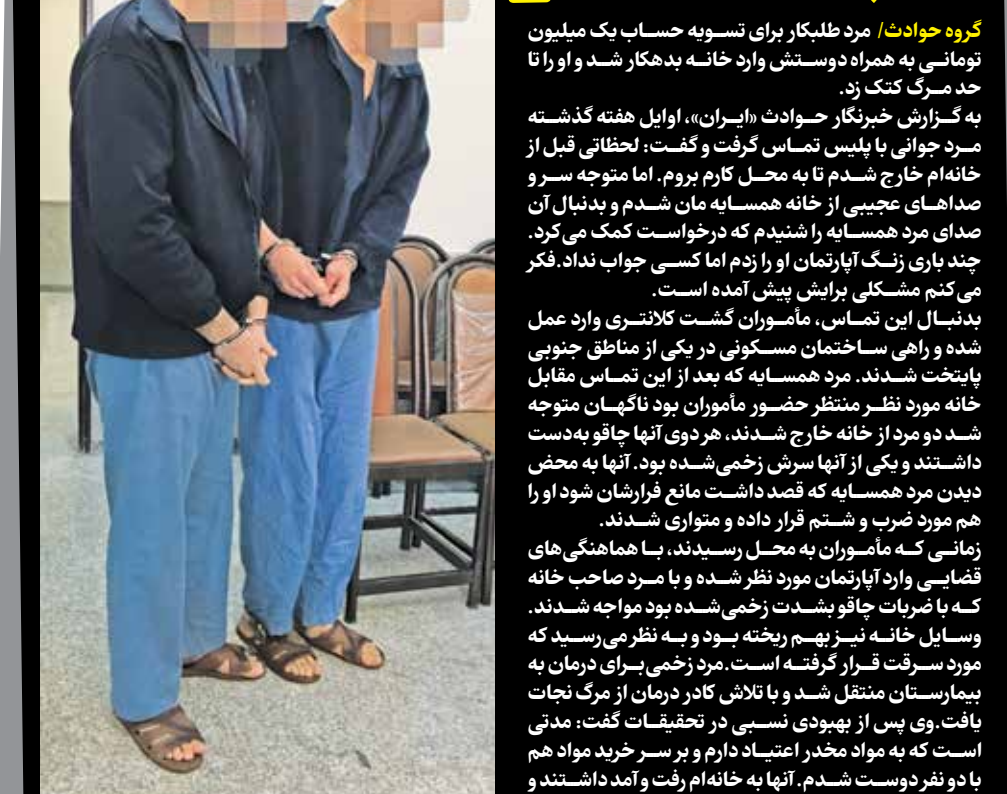 گروه حوادث/ مرد طلبکار برای تسویه حساب یک میلیون
تومانی به همراه دوستش وارد خانه بدهکار شد و او را تا
حد مرگ کتک زد.
به گزارش خبرنگار حوادث «ایران»، اوایل هفته گذشته
مرد جوانی با پلیس تماس گرفت و گفت: لحظاتی قبل از
خانه‌ام خارج شدم تا به محل کارم بروم. اما متوجه سر و
صداهای عجیبی از خانه همسایه مان شدم و بدنبال آن
صدای مرد همسایه را شنیدم که درخواست کمک می‌کرد.
چند باری زنگ آپارتمان او را زدم اما کسی جواب نداد.فکر
می‌کنم مشکلی برایش پیش آمده است.
بدنبال این تماس، مأموران گشت کلانتری وارد عمل
شده و راهی ساختمان مسکونی در یکی از مناطق جنوبی
پایتخت شدند. مرد همسایه که بعد از این تماس مقابل
خانه مورد نظر منتظر حضور مأموران بود ناگهان متوجه
شد دو مرد از خانه خارج شدند، هر دوی آنها چاقو به‌دست
داشتند و یکی از آنها سرش زخمی‌شده بود. آنها به محض
دیدن مرد همسایه که قصد داشت مانع فرارشان شود او را
هم مورد ضرب و شتم قرار داده و متواری شدند.
زمانی که مأموران به محل رسیدند، با هماهنگی‌های
قضایی وارد آپارتمان مورد نظر شده و با مرد صاحب خانه
که با ضربات چاقو بشدت زخمی‌شده بود مواجه شدند.
وسایل خانه نیز بهم ریخته بود و به نظر می‌رسید که
مورد سرقت قرار گرفته است.مرد زخمی برای درمان به
بیمارستان منتقل شد و با تلاش کادر درمان از مرگ نجات
یافت.وی پس از بهبودی نسبی در تحقیقات گفت: مدتی
است که به مواد مخدر اعتیاد دارم و بر سر خرید مواد هم
با دو نفر دوست شدم. آنها به خانه‌ام رفت و آمد داشتند و